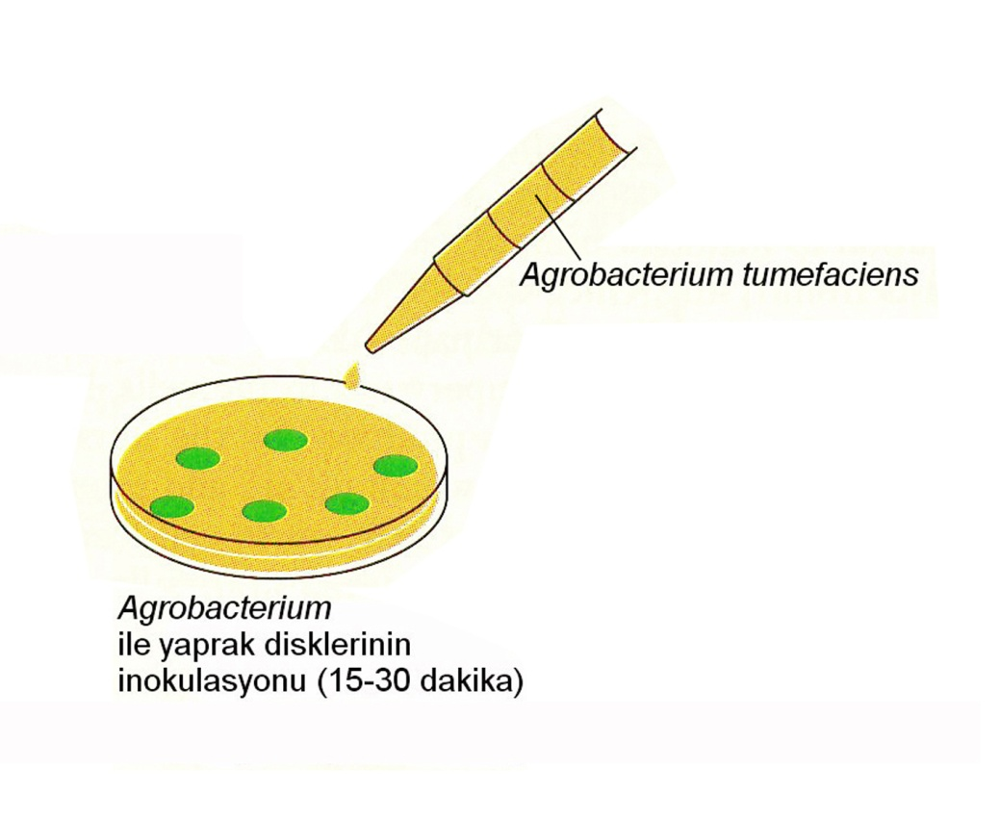 Agrobacterium tumefaciens
Agrobacterium
ile yaprak disklerinin
inokulasyonu (15-30 dakika)